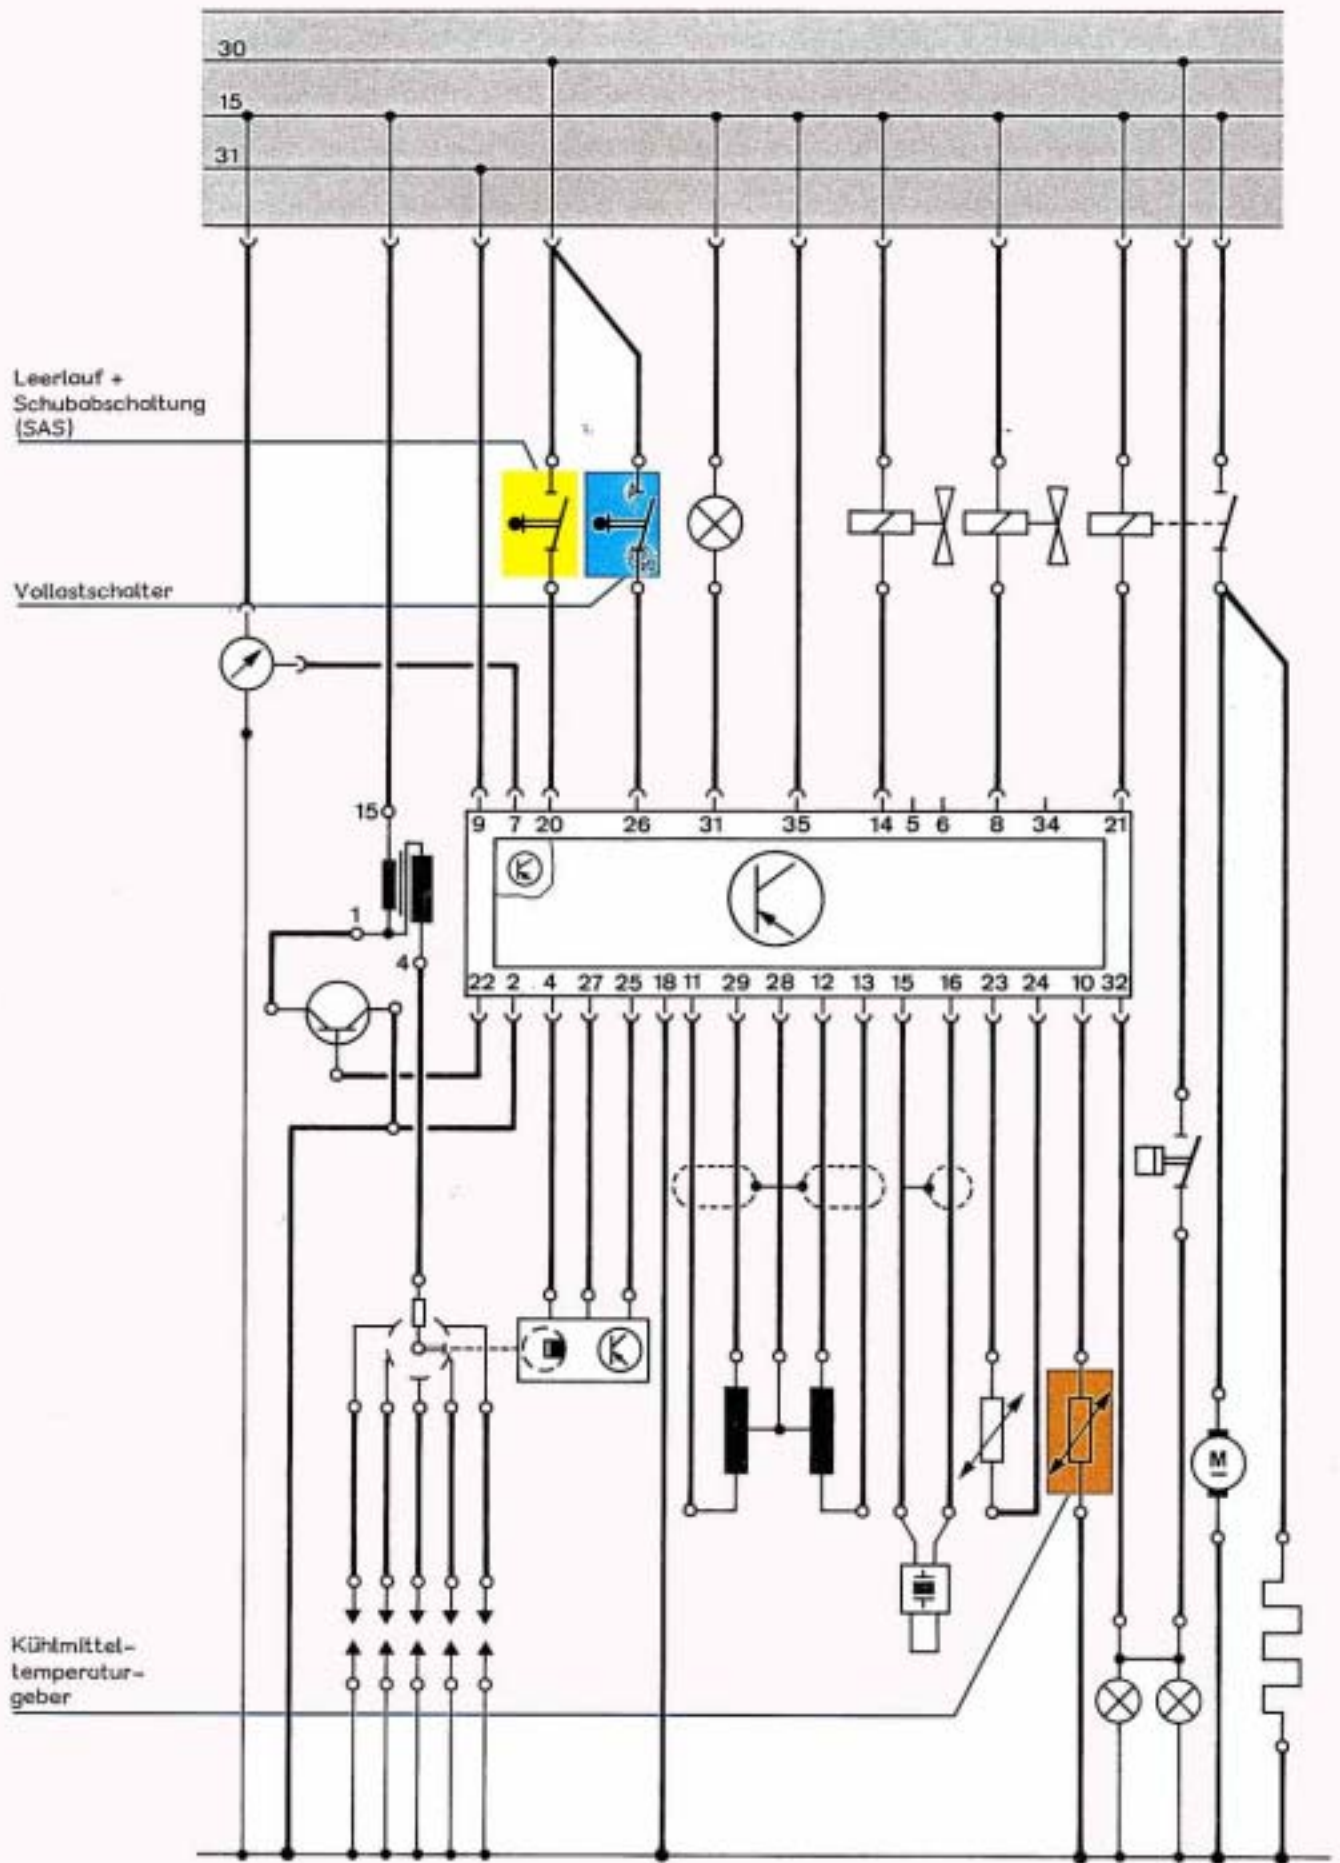 30
15
31
Leerlauf +
Schubabschaltung
(SAS)
Vollastschalter
15
9 7 20 26 31 35 14 5 6 8 34 21
1
4
22 2 4 27 25 18 11 29 28 12 13 15 16 23 24 10 32
M
Kühlmittel-
temperatur-
geber